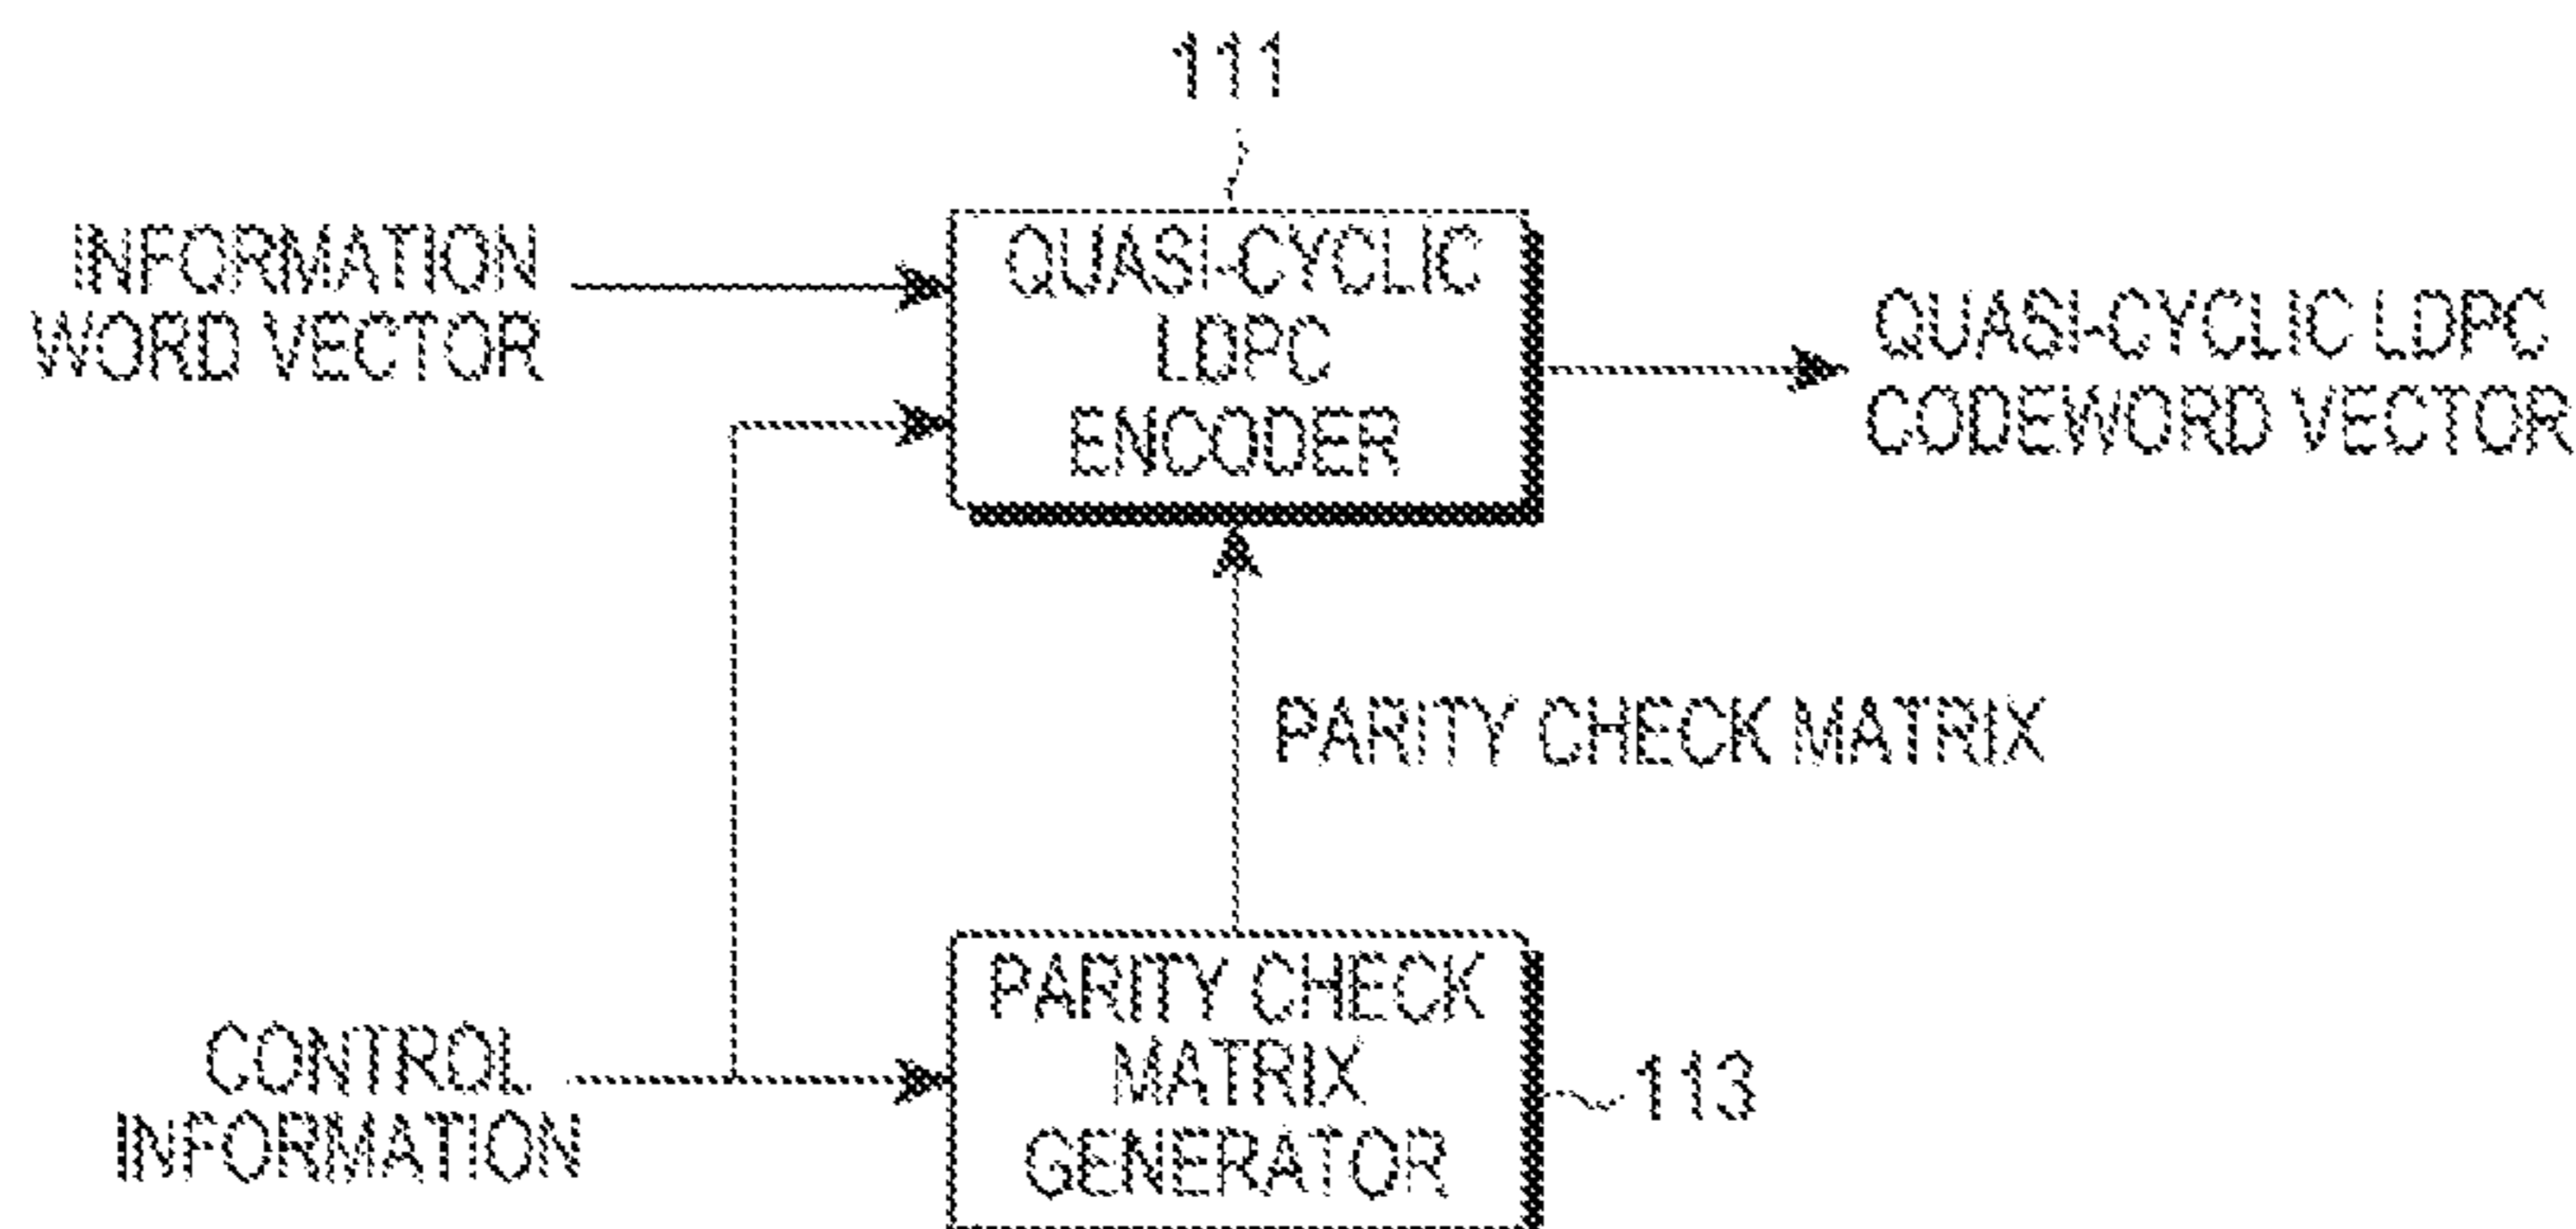 111
INFORMATION
WORD VECTOR
QUASI-CYCLIC
LDPC
ENCODER
QUASI-CYCLIC LDPC
CODEWORD VECTOR
PARITY CHECK MATRIX
CONTROL
INFORMATION
PARITY CHECK
MATRIX
GENERATOR
113